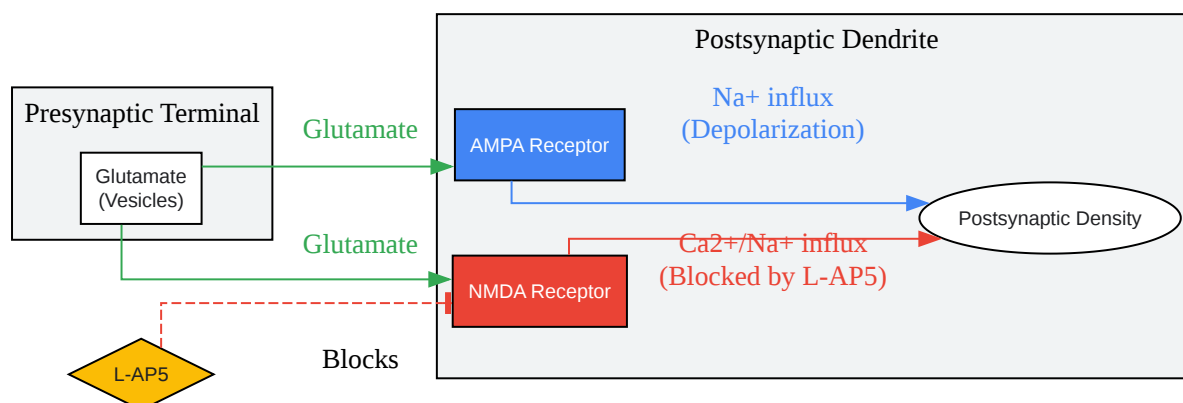 Postsynaptic Dendrite
Presynaptic Terminal
Glutamate
(Vesicles)
Glutamate
Glutamate
AMPA Receptor
Na+ influx
(Depolarization)
NMDA Receptor
Ca2+/Na+ influx
(Blocked by L-AP5)
Postsynaptic Density
L-AP5
Blocks